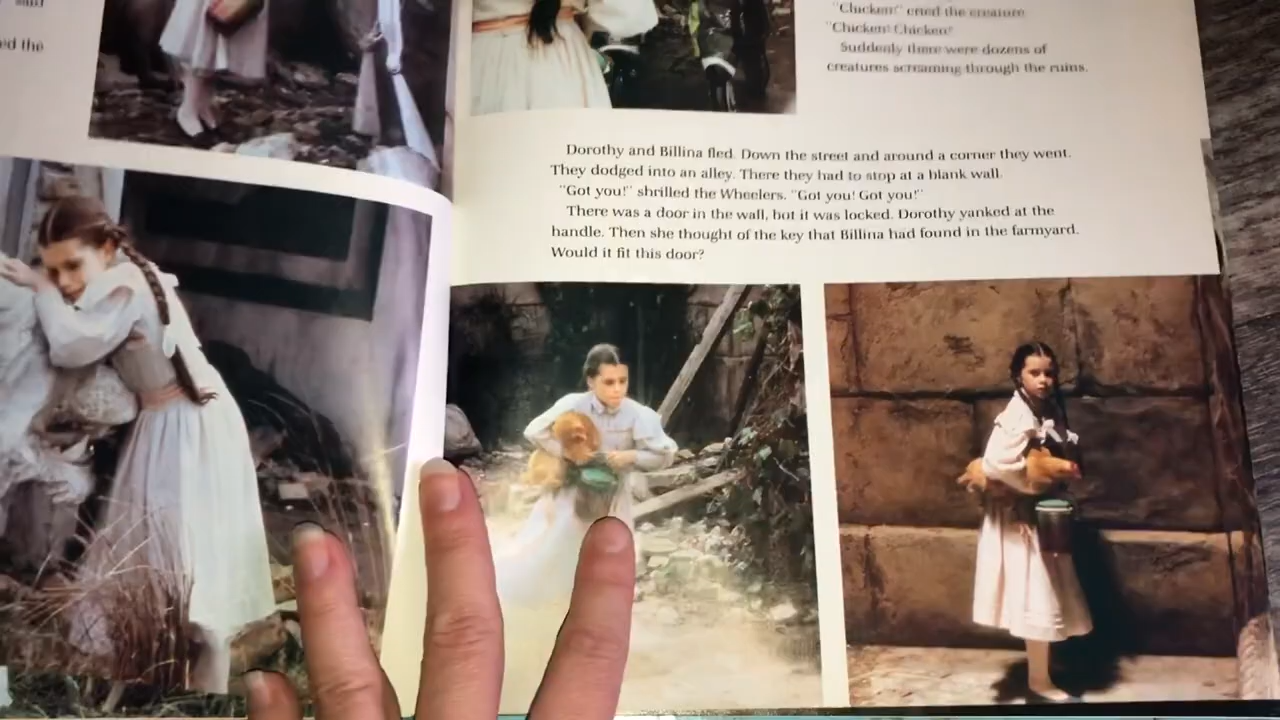 said
ed the
"Chicken!" cried the creature.
"Chicken! Chicken!"
Suddenly there were dozens of
creatures screaming through the ruins.
Dorothy and Billina fled. Down the street and around a corner they went.
They dodged into an alley. There they had to stop at a blank wall.
"Got you!" shrilled the Wheelers. "Got you! Got you!"
There was a door in the wall, but it was locked. Dorothy yanked at the
handle. Then she thought of the key that Billina had found in the farmyard.
Would it fit this door?